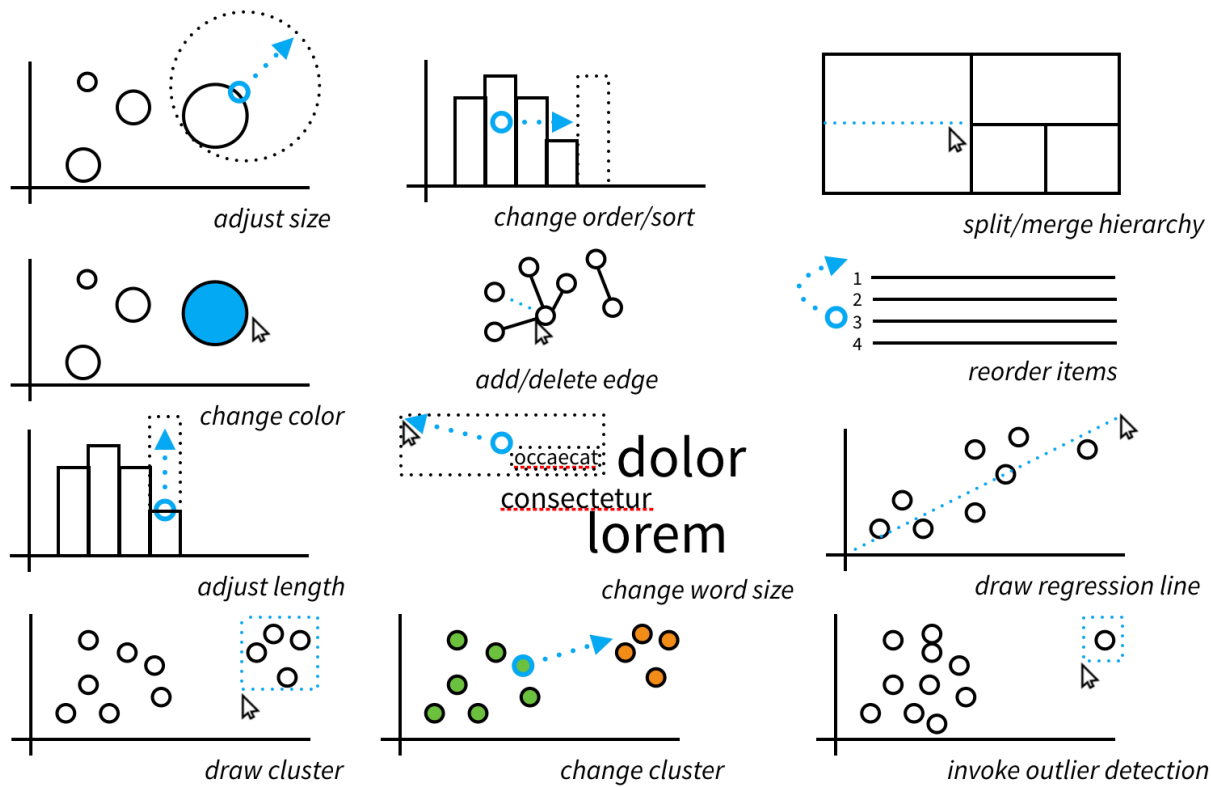 adjust size
change order/sort
split/merge hierarchy
1
2
3
4
change color
add/delete edge
reorder items
occaecat
dolor
consectetur
lorem
adjust length
change word size
draw regression line
draw cluster
change cluster
invoke outlier detection